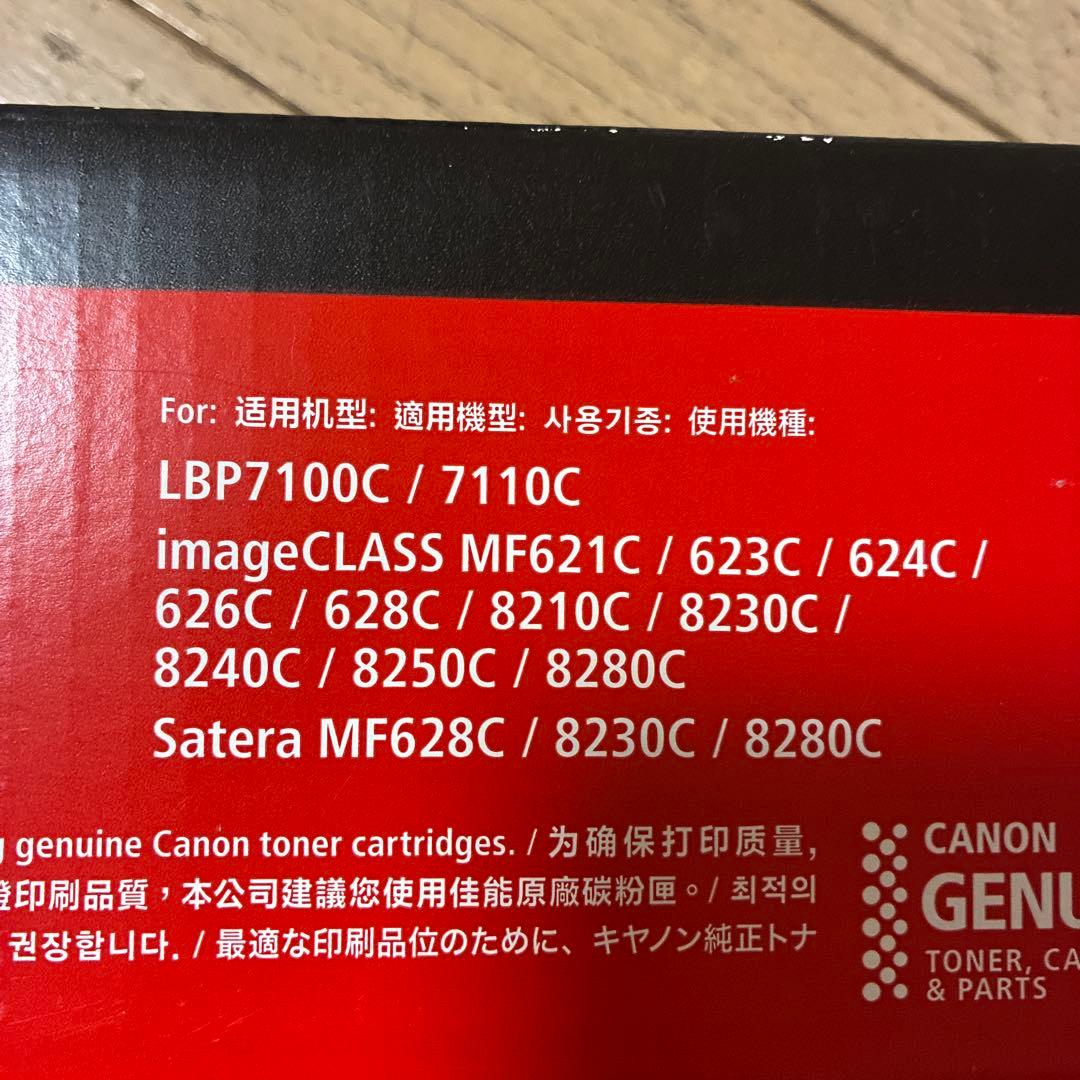 For: 适用机型: 適用機型: 사용기종: 使用機種:
LBP7100C / 7110C
imageCLASS MF621C / 623C / 624C /
626C / 628C / 8210C / 8230C /
8240C / 8250C / 8280C
Satera MF628C / 8230C / 8280C
genuine Canon toner cartridges. / 为确保打印质量,
印刷品質，本公司建議您使用佳能原廠碳粉匣。/ 최적의
권장합니다. / 最適な印刷品位のために、キヤノン純正トナ
CANON
GENU
TONER, CA
& PARTS